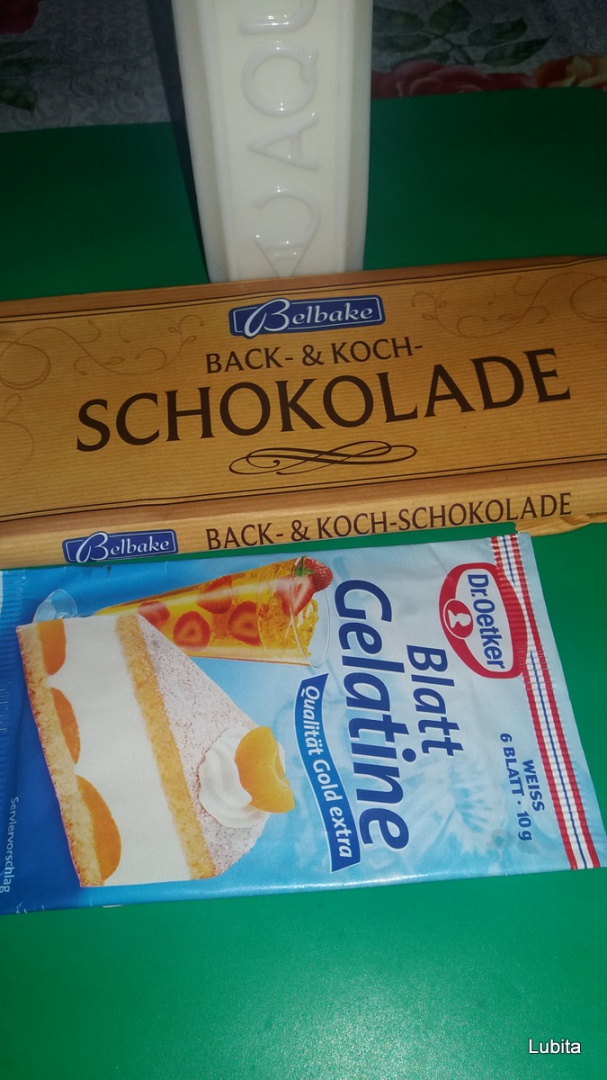 AQU
Belbake
BACK- & KOCH-
SCHOKOLADE
Belbake
BACK- & KOCH-SCHOKOLADE
Dr.Oetker
Blatt
Gelatine
Qualität Gold extra
WEISS
6 BLATT · 10 g
Serviervorschlag
Lubita